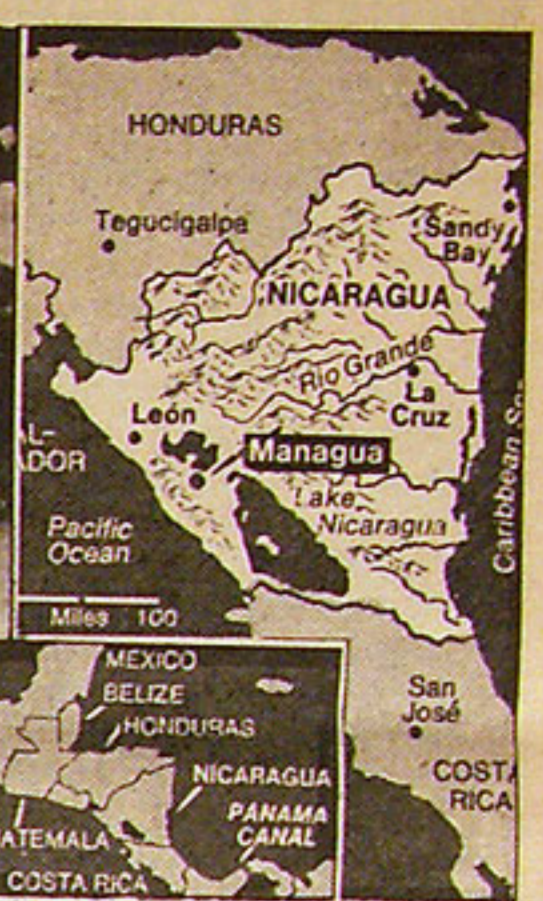 HONDURAS
Tegucigalpa
Sandy
Bay
NICARAGUA
Rio Grande
La
Cruz
León
Managua
L-
DOR
Lake
Nicaragua
Caribbean Se
Pacific
Ocean
Miles 100
San
José
COSTA
RICA
MEXICO
BELIZE
HONDURAS
NICARAGUA
PANAMA
CANAL
ATEMALA
COSTA RICA